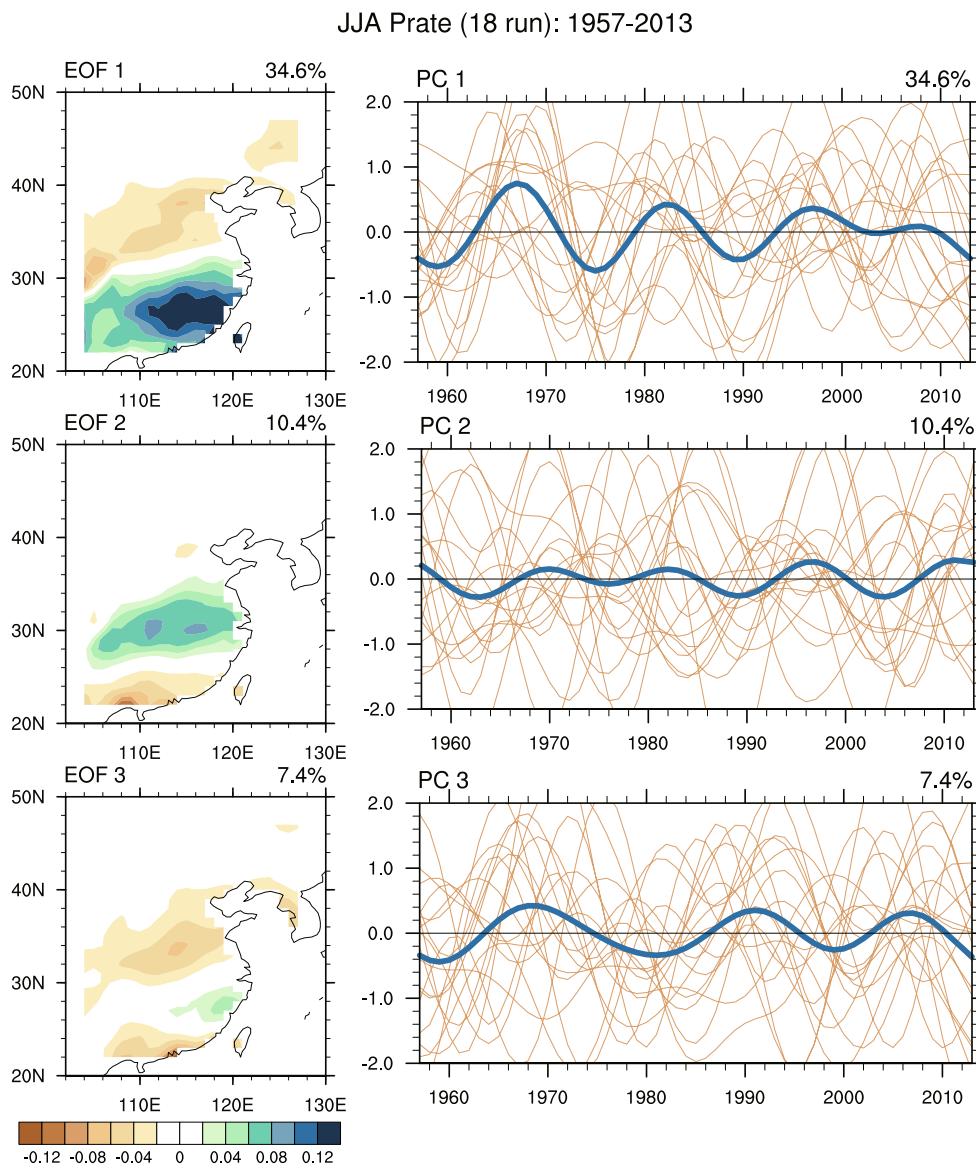 JJA Prate (18 run): 1957-2013
EOF 1 34.6%
50N
40N
30N
20N
110E 120E 130E
PC 1 34.6%
2.0
1.0
0.0
-1.0
-2.0
1960 1970 1980 1990 2000 2010
EOF 2 10.4%
50N
40N
30N
20N
110E 120E 130E
PC 2 10.4%
2.0
1.0
0.0
-1.0
-2.0
1960 1970 1980 1990 2000 2010
EOF 3 7.4%
50N
40N
30N
20N
110E 120E 130E
PC 3 7.4%
2.0
1.0
0.0
-1.0
-2.0
1960 1970 1980 1990 2000 2010
-0.12 -0.08 -0.04 0 0.04 0.08 0.12